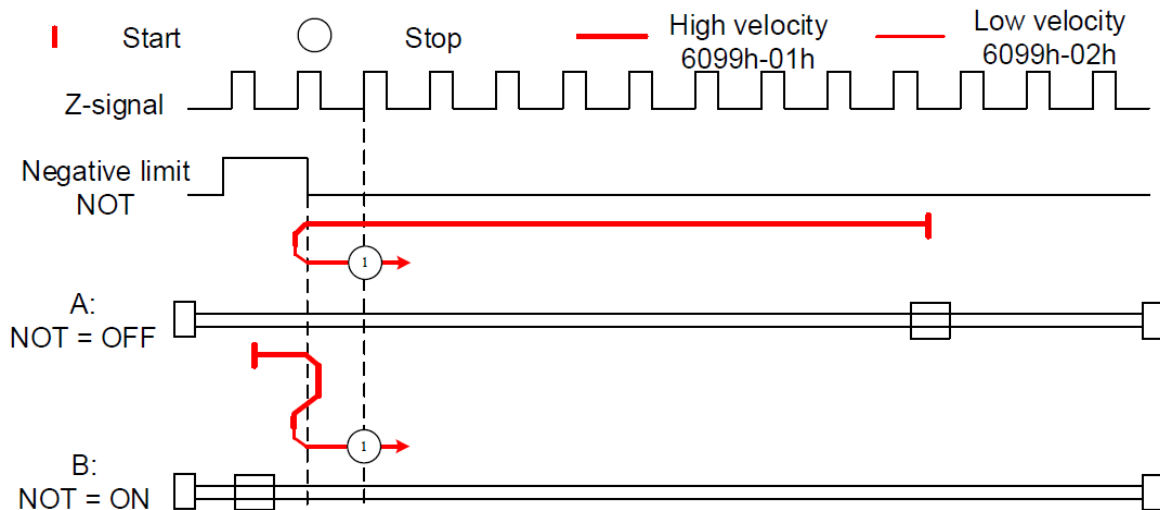 Start
Stop
High velocity
6099h-01h
Low velocity
6099h-02h
Z-signal
Negative limit
NOT
1
A:
NOT = OFF
1
B:
NOT = ON